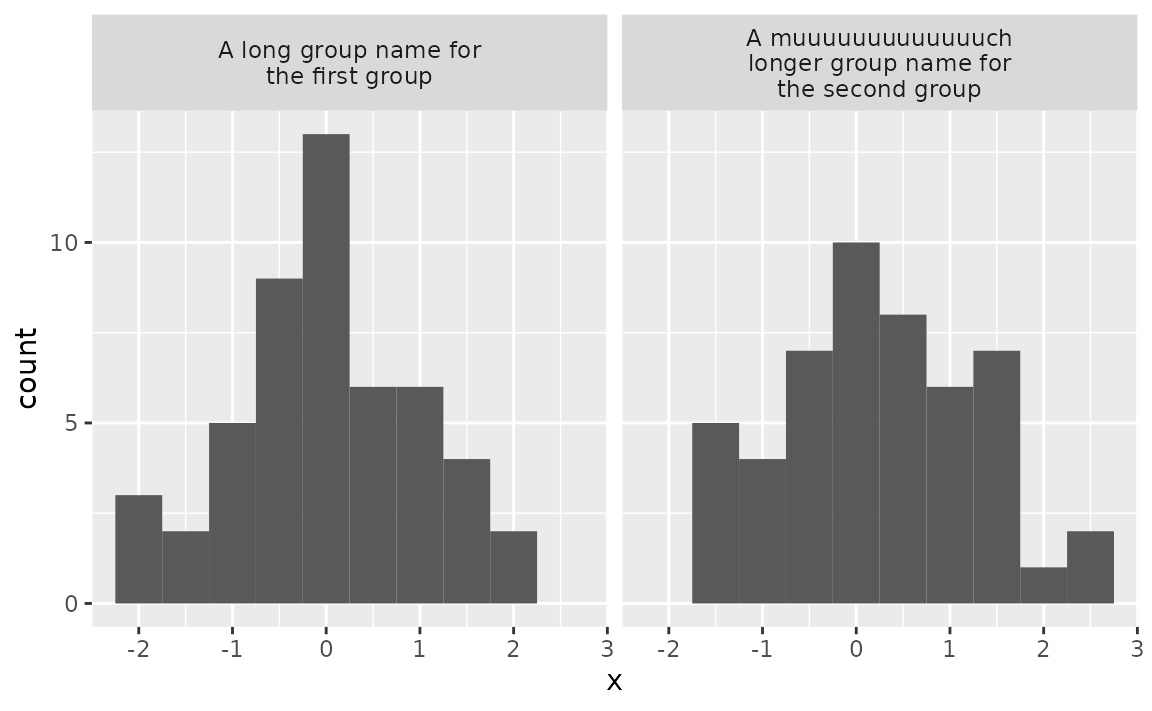 A long group name for
the first group
A muuuuuuuuuuuuuch
longer group name for
the second group
count
10
5
0
-2 -1 0 1 2 3
-2 -1 0 1 2 3
x